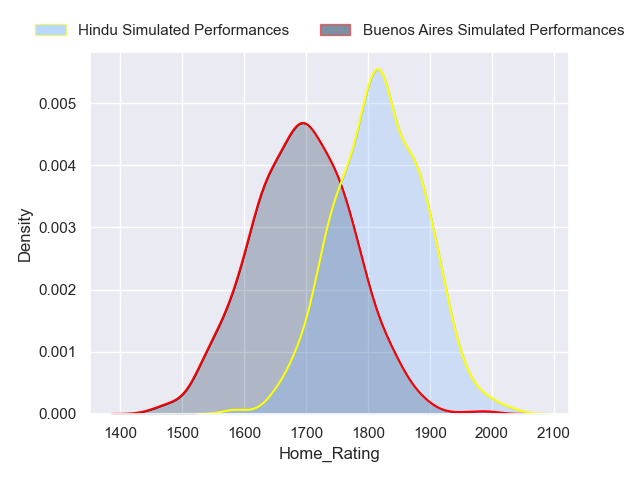 Hindu Simulated Performances Buenos Aires Simulated Performances
0.005
0.004
0.003
0.002
0.001
0.000
Density
1400 1500 1600 1700 1800 1900 2000 2100
Home_Rating